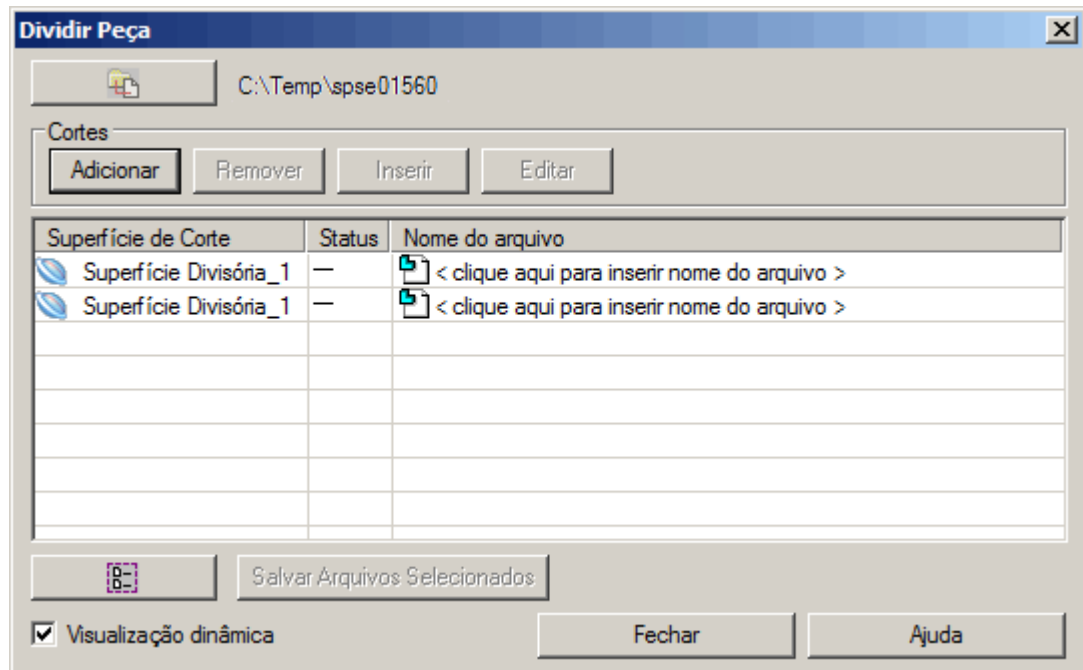 Dividir Peça
C:\Temp\spse01560
Cortes
Adicionar Remover Inserir Editar
Superfície de Corte Status Nome do arquivo
Superfície Divisória_1 — < clique aqui para inserir nome do arquivo >
Superfície Divisória_1 — < clique aqui para inserir nome do arquivo >
Salvar Arquivos Selecionados
Visualização dinâmica Fechar Ajuda